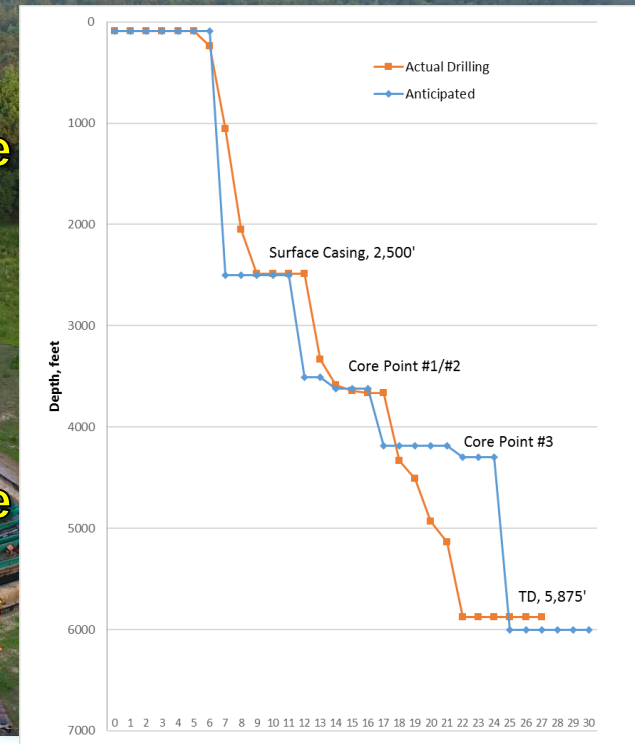 0
Actual Drilling
Anticipated
1000
2000
Surface Casing, 2,500'
3000
Core Point #1/#2
Depth, feet
4000
Core Point #3
5000
TD, 5,875'
6000
0 1 2 3 4 5 6 7 8 9 10 11 12 13 14 15 16 17 18 19 20 21 22 23 24 25 26 27 28 29 30
7000
e
e